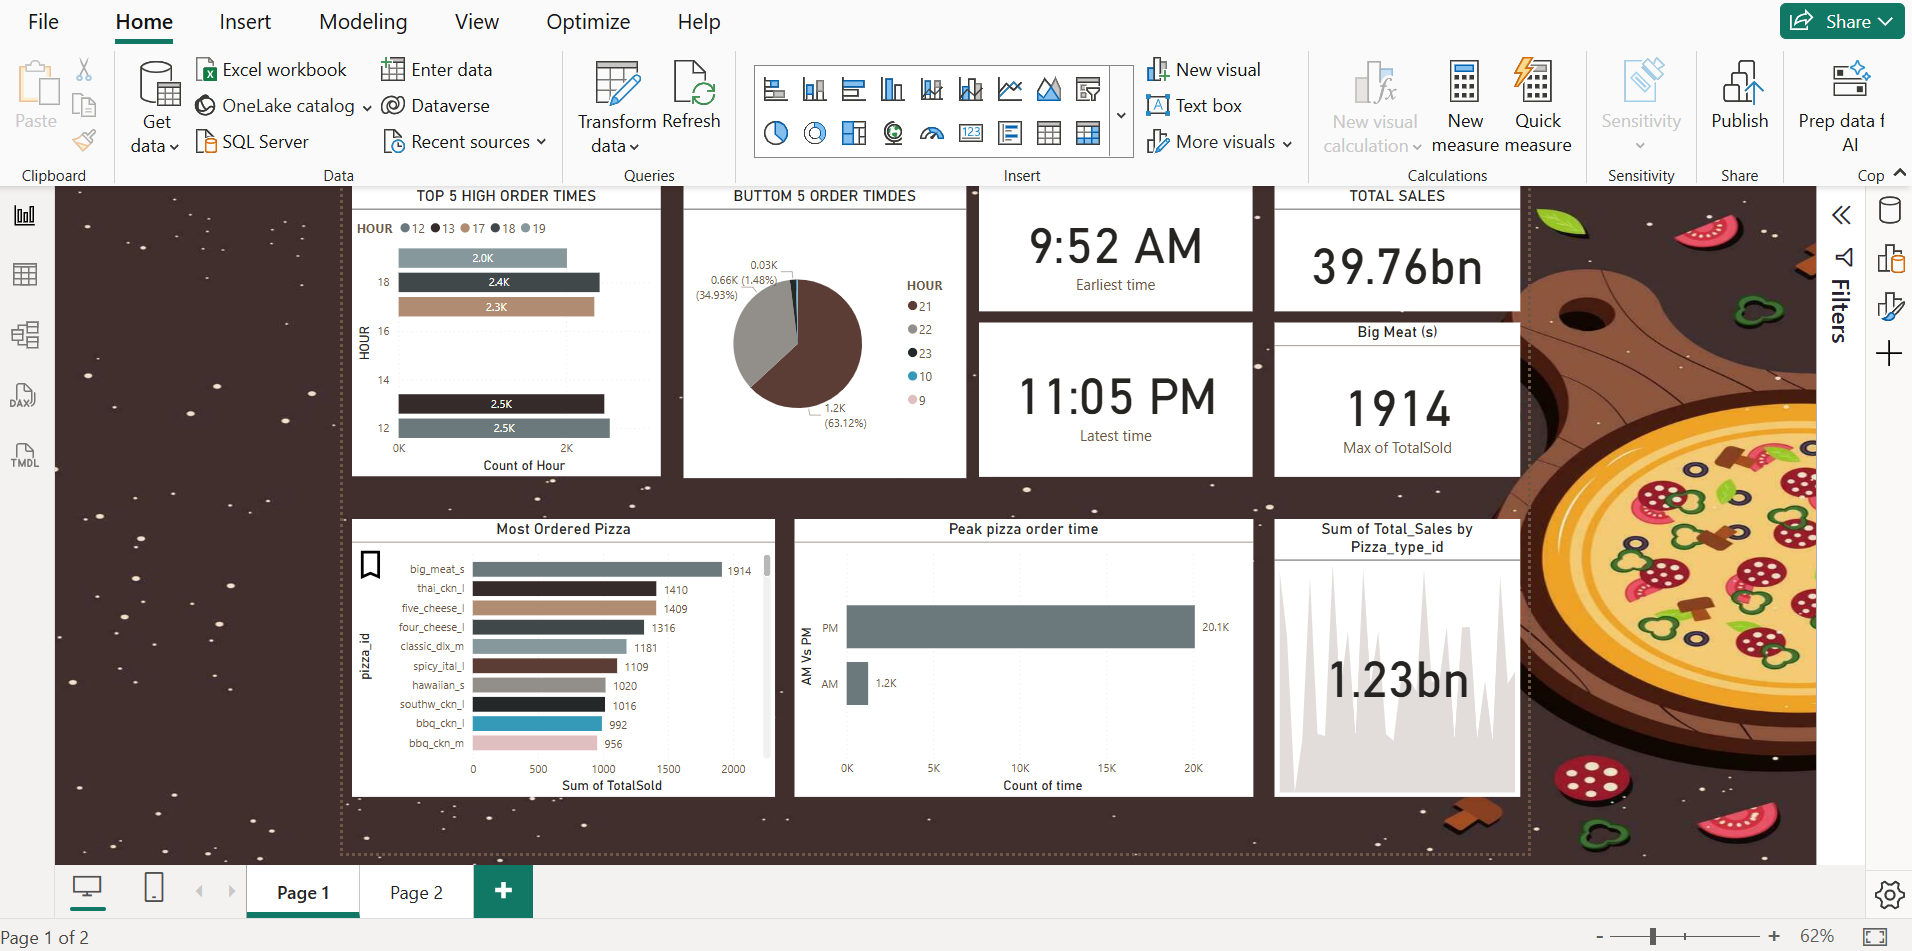 File Home Insert Modeling View Optimize Help Share
Paste
Clipboard
Get data
Excel workbook
OneLake catalog
SQL Server
Enter data
Dataverse
Recent sources
Data
Transform data
Refresh
Queries
123
New visual
A Text box
More visuals
Insert
New visual calculation
New measure
Quick measure
Calculations
Sensitivity
Sensitivity
Publish
Share
Prep data f
AI
Cop
DAX
TMDL
TOP 5 HIGH ORDER TIMES
HOUR 12 13 17 18 19
2.0K
18 2.4K
2.3K
16
14
2.5K
12 2.5K
0K 2K
HOUR
Count of Hour
BUTTOM 5 ORDER TIMDES
0.03K
0.66K (1.48%)
(34.93%)
1.2K
(63.12%)
HOUR
21
22
23
10
9
9:52 AM
Earliest time
11:05 PM
Latest time
TOTAL SALES
39.76bn
Big Meat (s)
1914
Max of TotalSold
Filters
Most Ordered Pizza
pizza_id
big_meat_s 1914
thai_ckn_l 1410
five_cheese_l 1409
four_cheese_l 1316
classic_dlx_m 1181
spicy_ital_l 1109
hawaiian_s 1020
southw_ckn_l 1016
bbq_ckn_l 992
bbq_ckn_m 956
0 500 1000 1500 2000
Sum of TotalSold
Peak pizza order time
AM Vs PM
PM 20.1K
AM 1.2K
0K 5K 10K 15K 20K
Count of time
Sum of Total_Sales by
Pizza_type_id
1.23bn
Page 1 Page 2 +
Page 1 of 2
- + 62%